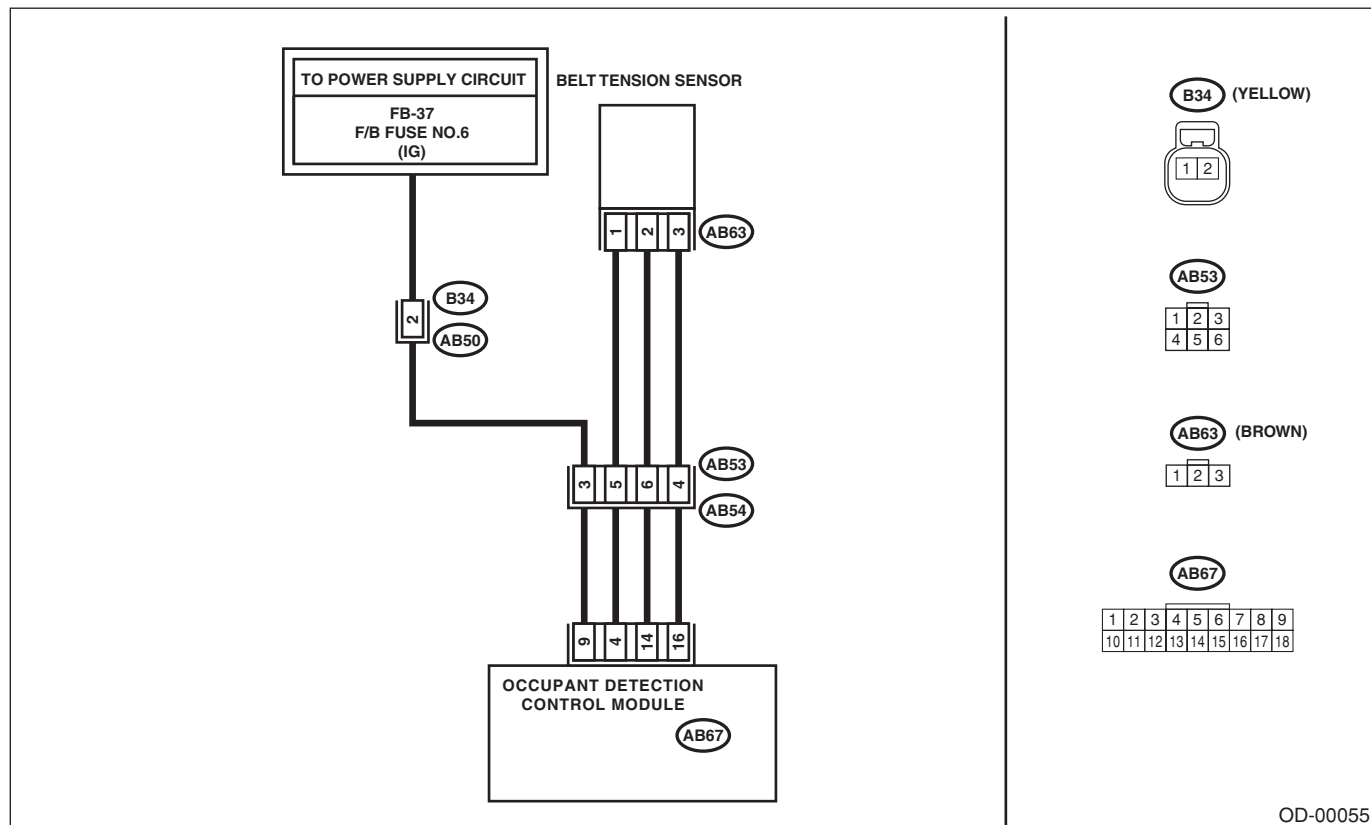 TO POWER SUPPLY CIRCUIT
FB-37
F/B FUSE NO.6
(IG)
BELT TENSION SENSOR
1 2 3
AB63
2
B34
AB50
3 5 6 4
AB53
AB54
9 4 14 16
OCCUPANT DETECTION
CONTROL MODULE
AB67
B34 (YELLOW)
1 2
AB53
1 2 3
4 5 6
AB63 (BROWN)
1 2 3
AB67
1 2 3 4 5 6 7 8 9
10 11 12 13 14 15 16 17 18
OD-00055